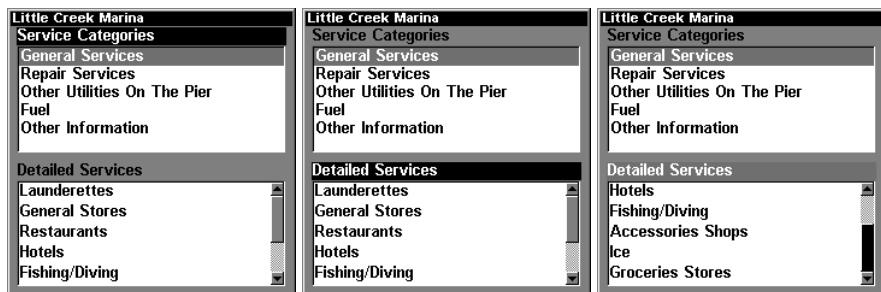 Little Creek Marina
Service Categories
General Services
Repair Services
Other Utilities On The Pier
Fuel
Other Information
Detailed Services
Launderettes
General Stores
Restaurants
Hotels
Fishing/Diving
Little Creek Marina
Service Categories
General Services
Repair Services
Other Utilities On The Pier
Fuel
Other Information
Detailed Services
Launderettes
General Stores
Restaurants
Hotels
Fishing/Diving
Little Creek Marina
Service Categories
General Services
Repair Services
Other Utilities On The Pier
Fuel
Other Information
Detailed Services
Hotels
Fishing/Diving
Accessories Shops
Ice
Groceries Stores